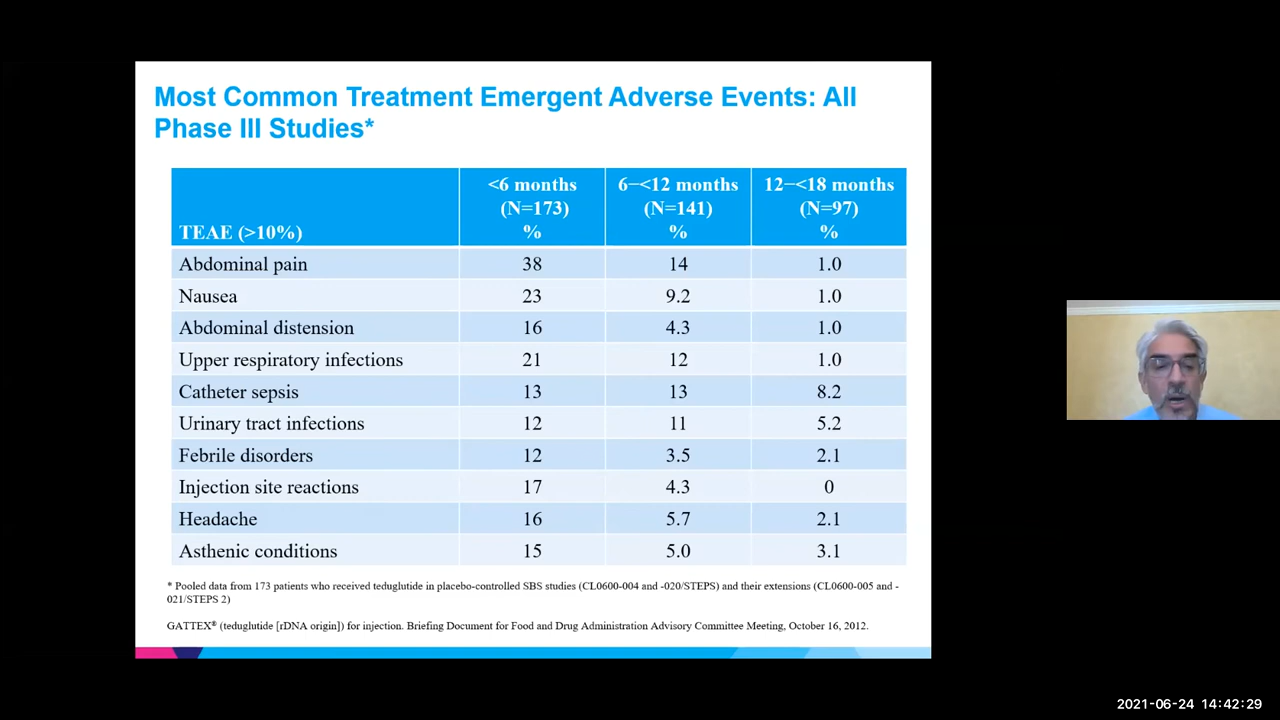 Most Common Treatment Emergent Adverse Events: All
Phase III Studies*
TEAE (>10%) <6 months (N=173) % 6−<12 months (N=141) % 12−<18 months (N=97) %
Abdominal pain 38 14 1.0
Nausea 23 9.2 1.0
Abdominal distension 16 4.3 1.0
Upper respiratory infections 21 12 1.0
Catheter sepsis 13 13 8.2
Urinary tract infections 12 11 5.2
Febrile disorders 12 3.5 2.1
Injection site reactions 17 4.3 0
Headache 16 5.7 2.1
Asthenic conditions 15 5.0 3.1
* Pooled data from 173 patients who received teduglutide in placebo-controlled SBS studies (CL0600-004 and -020/STEPS) and their extensions (CL0600-005 and -
021/STEPS 2)
GATTEX® (teduglutide [rDNA origin]) for injection. Briefing Document for Food and Drug Administration Advisory Committee Meeting, October 16, 2012.
2021-06-24 14:42:29